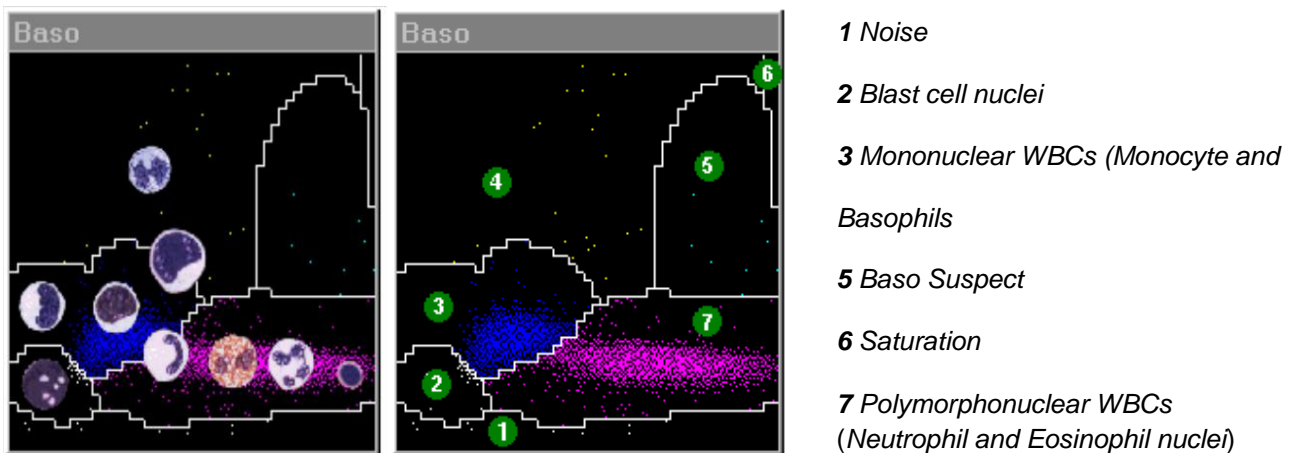 Baso
Baso
6
5
4
3
7
2
1
1 Noise
2 Blast cell nuclei
3 Mononuclear WBCs (Monocyte and
Basophils
5 Baso Suspect
6 Saturation
7 Polymorphonuclear WBCs
(Neutrophil and Eosinophil nuclei)